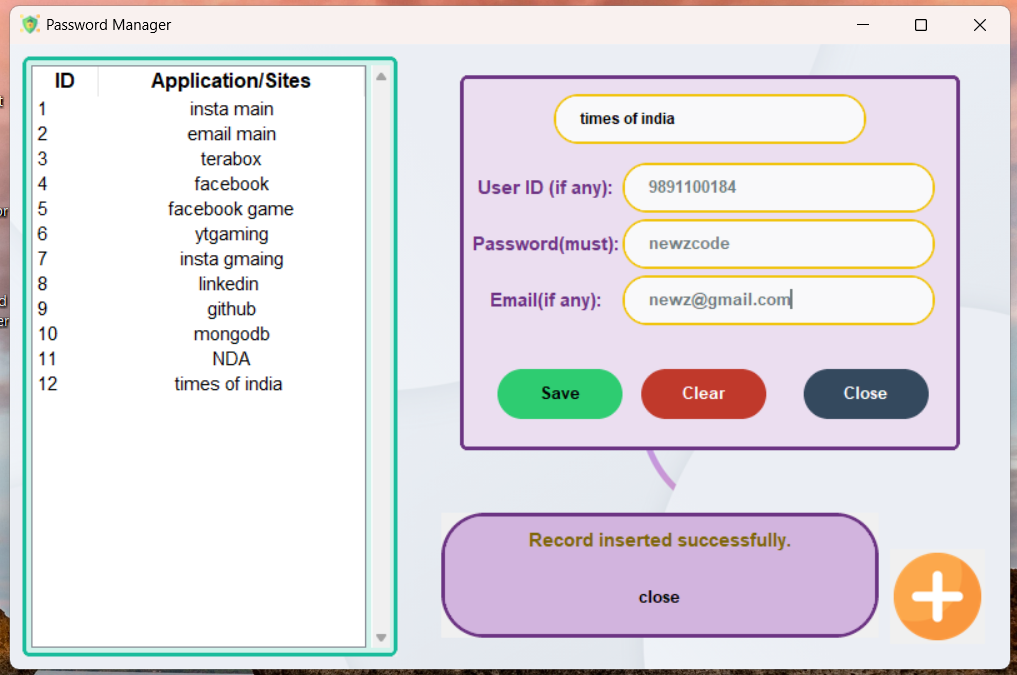 Password Manager
ID Application/Sites
1 insta main
2 email main
3 terabox
4 facebook
5 facebook game
6 ytgaming
7 insta gmaing
8 linkedin
9 github
10 mongodb
11 NDA
12 times of india
times of india
User ID (if any): 9891100184
Password(must): newzcode
Email(if any): newz@gmail.com
Save Clear Close
Record inserted successfully.
close